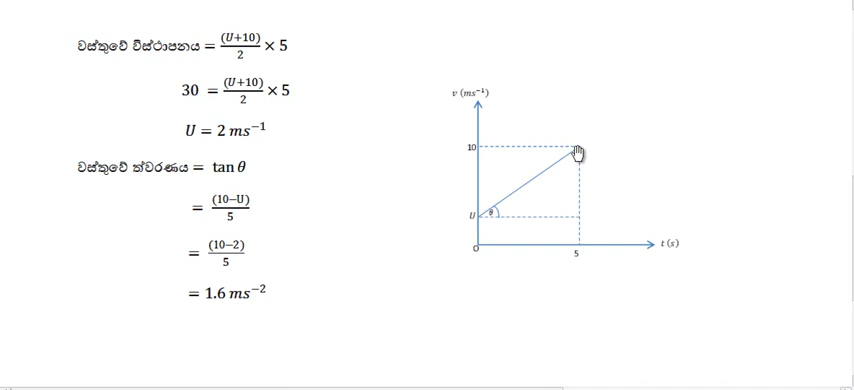 වස්තුවේ විස්ථාපනය = (U+10)/2 × 5
30 = (U+10)/2 × 5
U = 2 ms⁻¹
වස්තුවේ ත්වරණය = tan θ
= (10−U)/5
= (10−2)/5
= 1.6 ms⁻²
v (ms⁻¹)
10
U
θ
O
5
t (s)